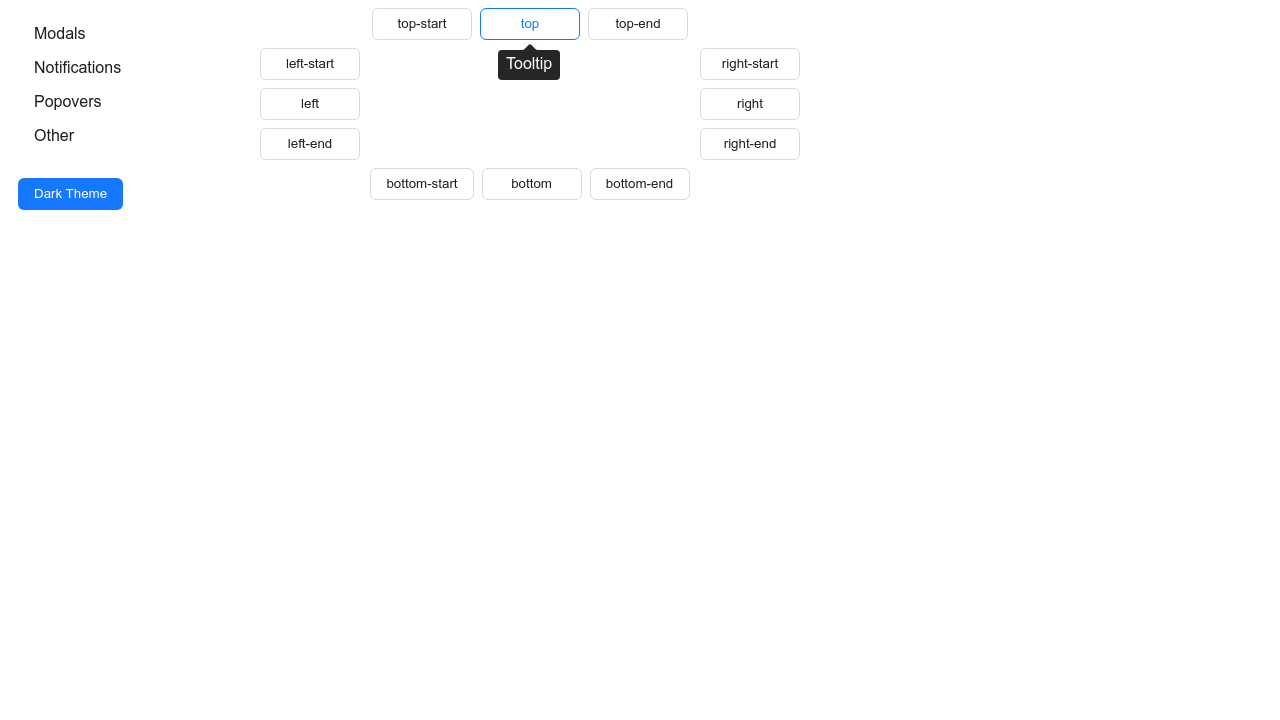 Modals
Notifications
Popovers
Other
Dark Theme
top-start top top-end
Tooltip
left-start right-start
left right
left-end right-end
bottom-start bottom bottom-end